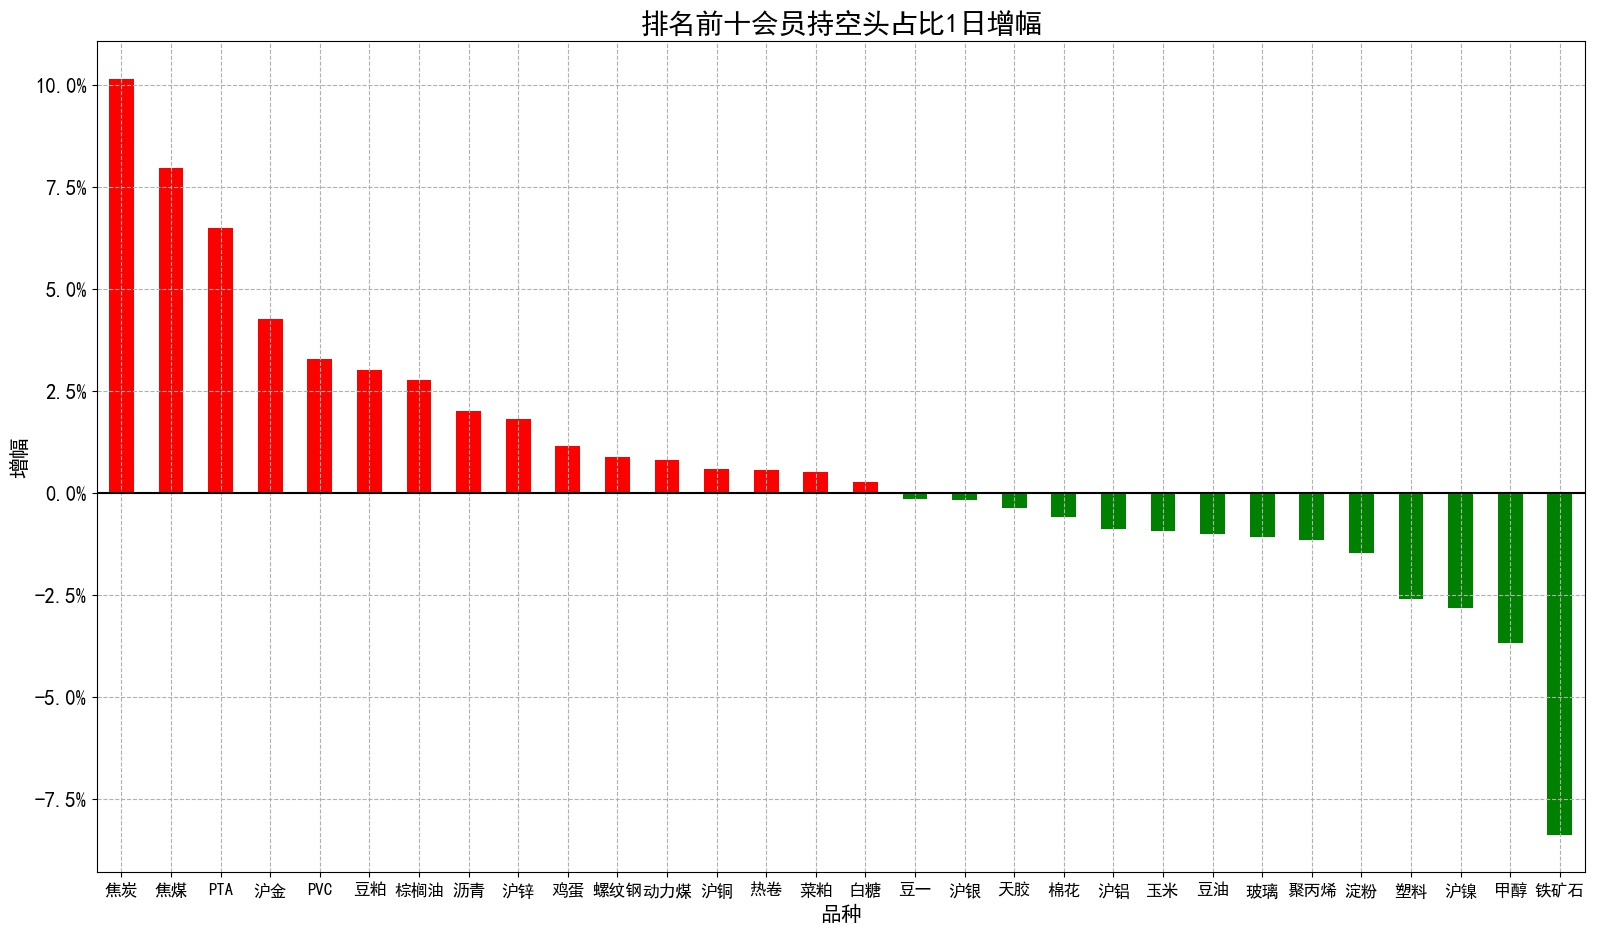 排名前十会员持空头占比1日增幅
10.0%
7.5%
5.0%
2.5%
0.0%
−2.5%
−5.0%
−7.5%
增幅
焦炭 焦煤 PTA 沪金 PVC 豆粕 棕榈油 沥青 沪锌 鸡蛋 螺纹钢 动力煤 沪铜 热卷 菜粕 白糖 豆一 沪银 天胶 棉花 沪铝 玉米 豆油 玻璃 聚丙烯 淀粉 塑料 沪镍 甲醇 铁矿石
品种